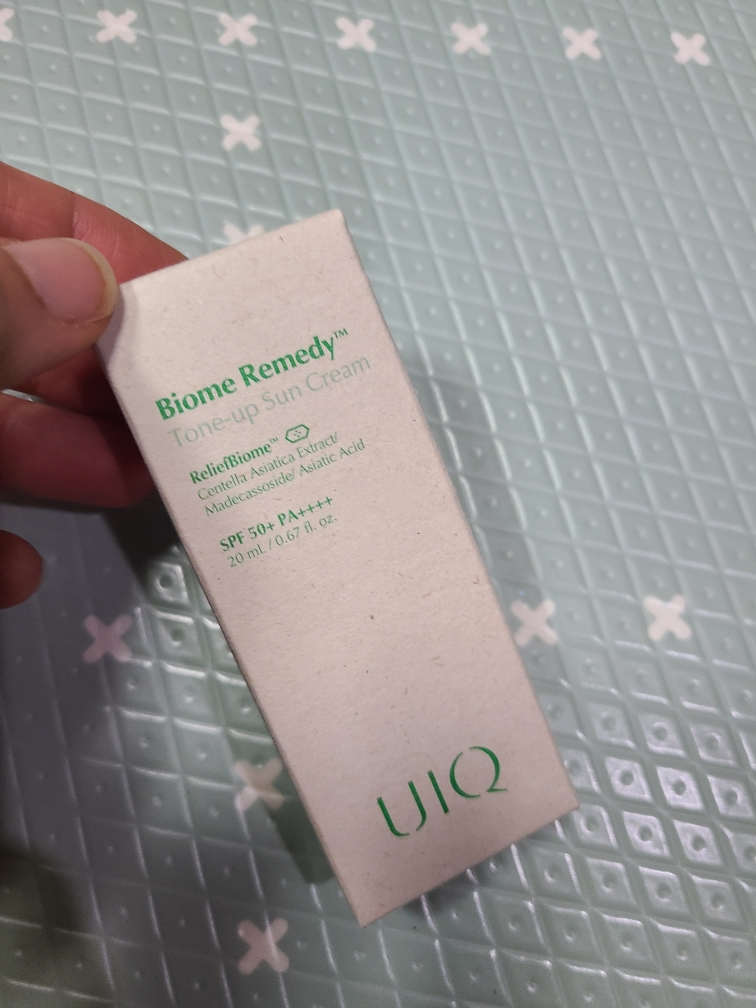 Biome Remedy™
Tone-up Sun Cream
ReliefBiome™
Centella Asiatica Extract/
Madecassoside/ Asiatic Acid
SPF 50+ PA++++
20 mL / 0.67 fl. oz.
UIQ